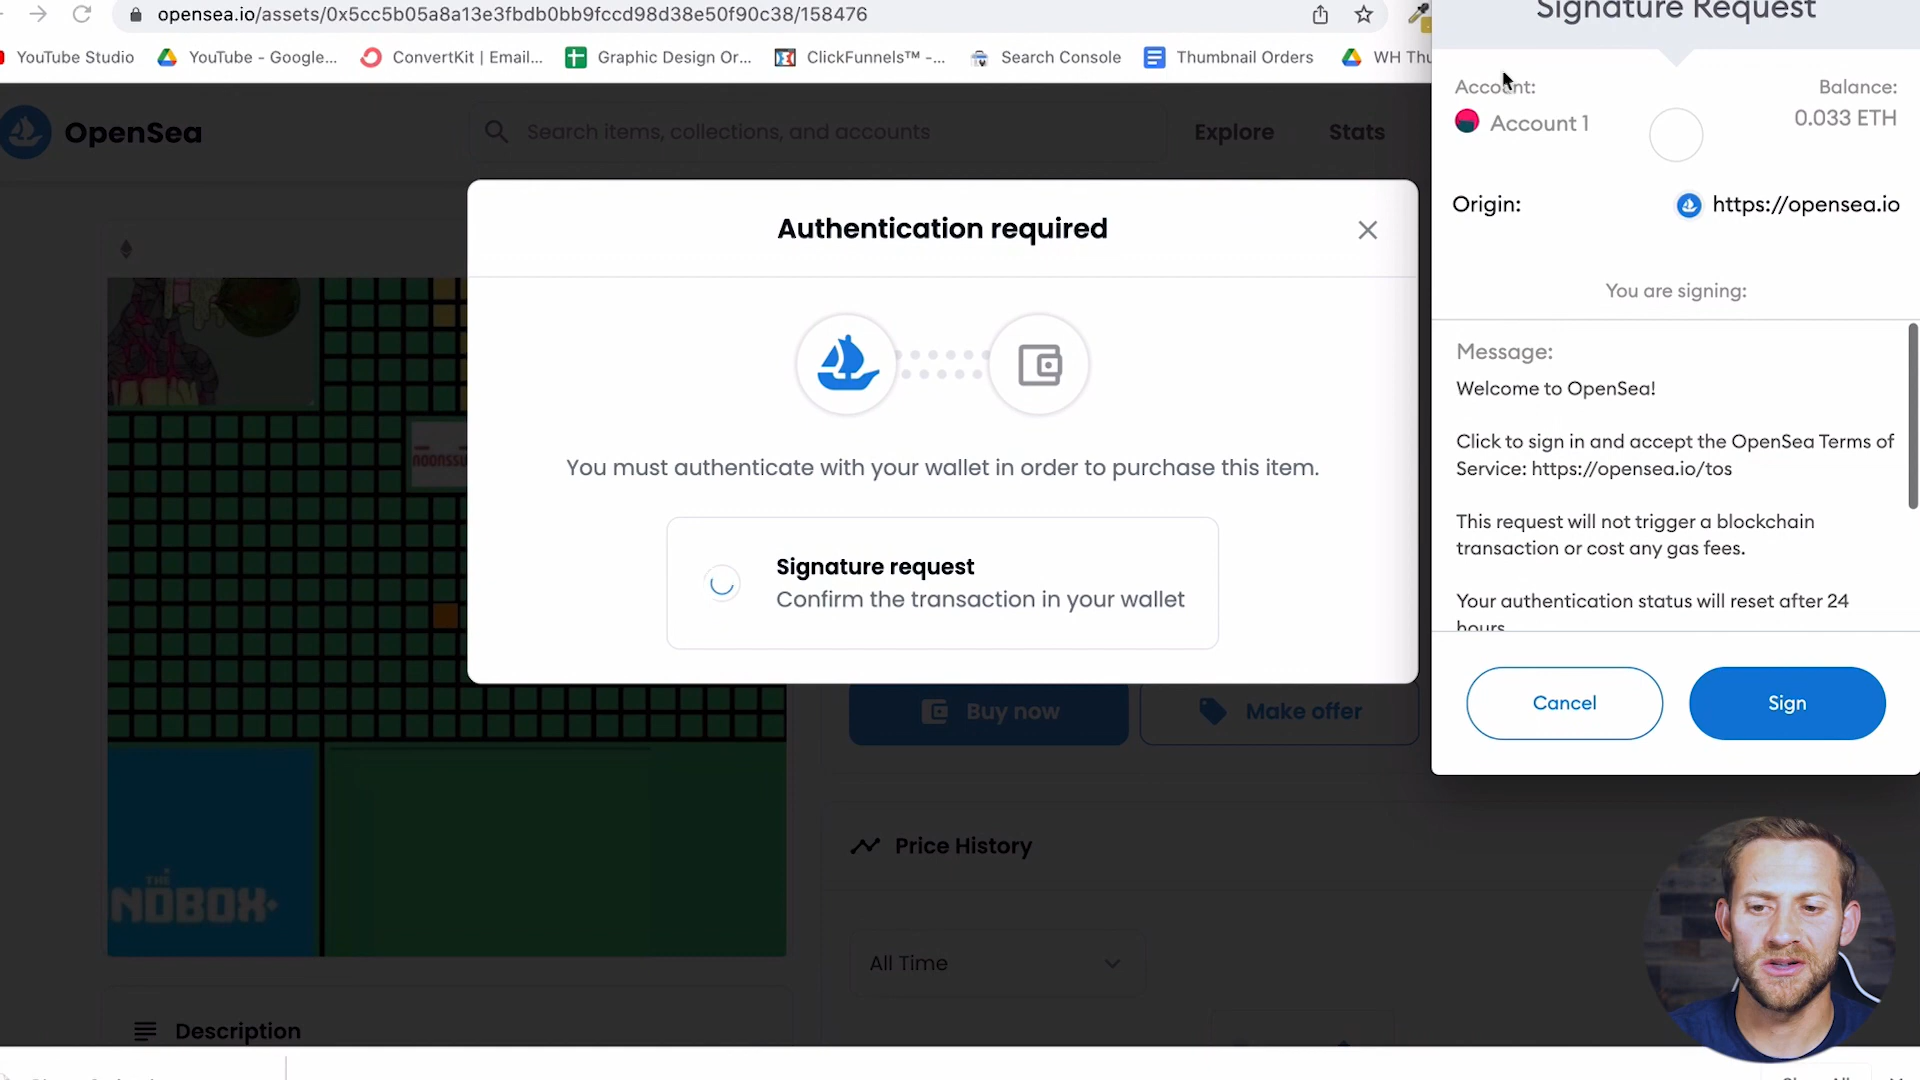 opensea.io/assets/0x5cc5b05a8a13e3fbdb0bb9fccd98d38e50f90c38/158476
Signature Request
YouTube Studio
YouTube - Google...
ConvertKit | Email...
Graphic Design Or...
ClickFunnels™ -...
Search Console
Thumbnail Orders
WH Thu
OpenSea
Search items, collections, and accounts
Explore
Stats
Account:
Balance:
Account 1
0.033 ETH
Origin:
https://opensea.io
You are signing:
Authentication required
You must authenticate with your wallet in order to purchase this item.
Signature request
Confirm the transaction in your wallet
Message:
Welcome to OpenSea!
Click to sign in and accept the OpenSea Terms of
Service: https://opensea.io/tos
This request will not trigger a blockchain
transaction or cost any gas fees.
Your authentication status will reset after 24
hours
Cancel
Sign
Buy now
Make offer
Price History
All Time
THE
NDBOX
Description